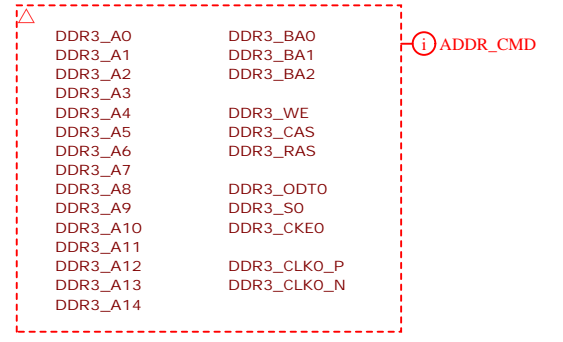 DDR3_A0 DDR3_BA0
DDR3_A1 DDR3_BA1
DDR3_A2 DDR3_BA2
DDR3_A3
DDR3_A4 DDR3_WE
DDR3_A5 DDR3_CAS
DDR3_A6 DDR3_RAS
DDR3_A7
DDR3_A8 DDR3_ODT0
DDR3_A9 DDR3_S0
DDR3_A10 DDR3_CKE0
DDR3_A11
DDR3_A12 DDR3_CLK0_P
DDR3_A13 DDR3_CLK0_N
DDR3_A14
i ADDR_CMD